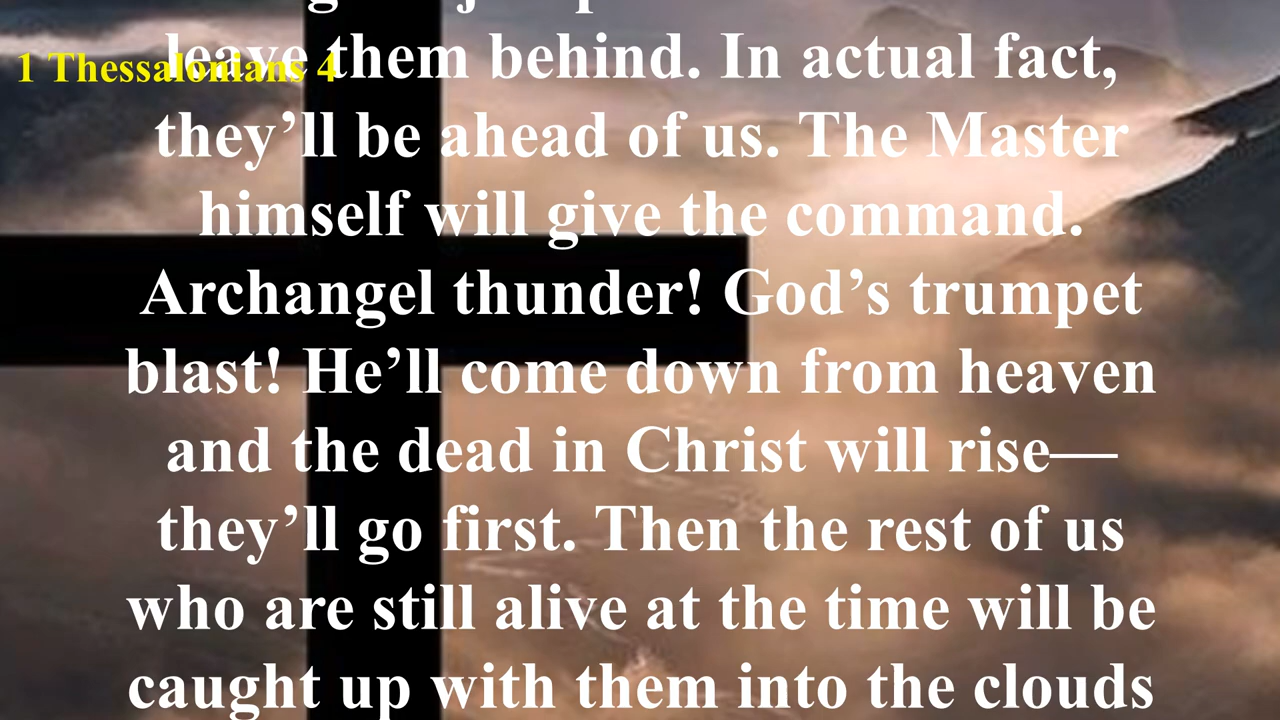 1 Thessalonians 4
leave them behind. In actual fact,
they’ll be ahead of us. The Master
himself will give the command.
Archangel thunder! God’s trumpet
blast! He’ll come down from heaven
and the dead in Christ will rise—
they’ll go first. Then the rest of us
who are still alive at the time will be
caught up with them into the clouds